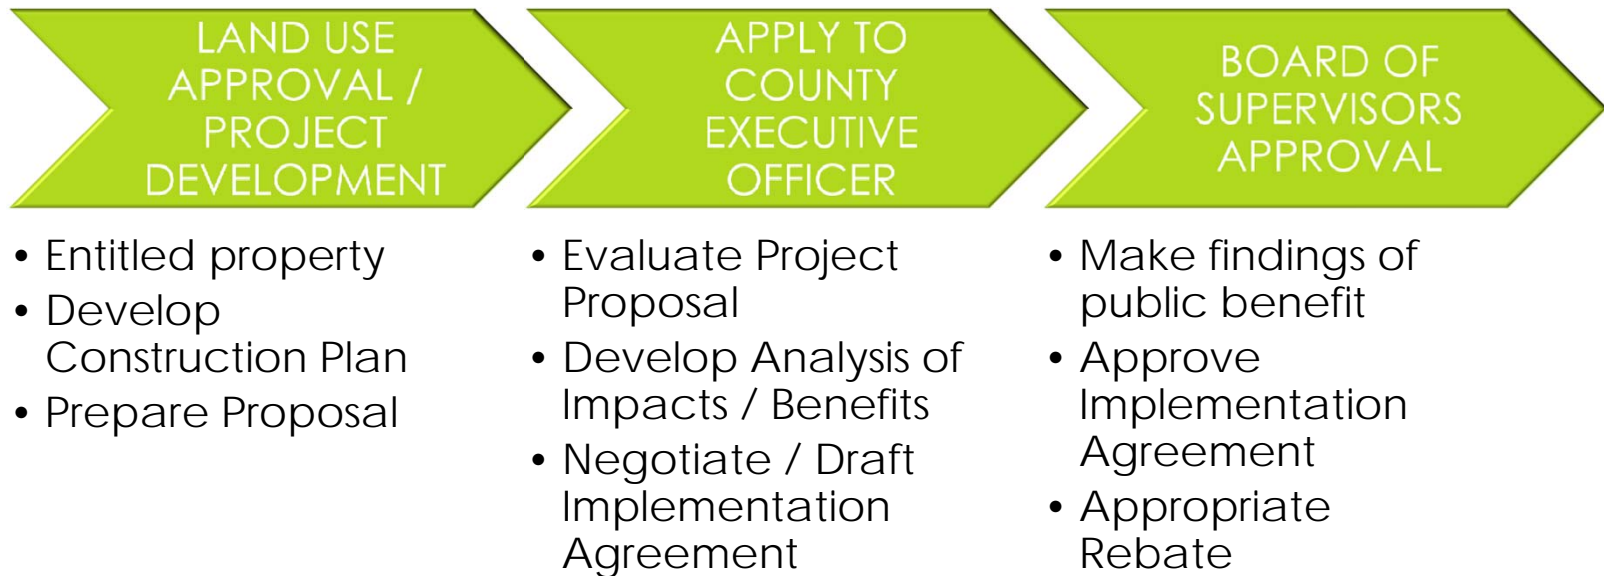 LAND USE
APPROVAL /
PROJECT
DEVELOPMENT
• Entitled property
• Develop
Construction Plan
• Prepare Proposal
APPLY TO
COUNTY
EXECUTIVE
OFFICER
• Evaluate Project
Proposal
• Develop Analysis of
Impacts / Benefits
• Negotiate / Draft
Implementation
Agreement
BOARD OF
SUPERVISORS
APPROVAL
• Make findings of
public benefit
• Approve
Implementation
Agreement
• Appropriate
Rebate